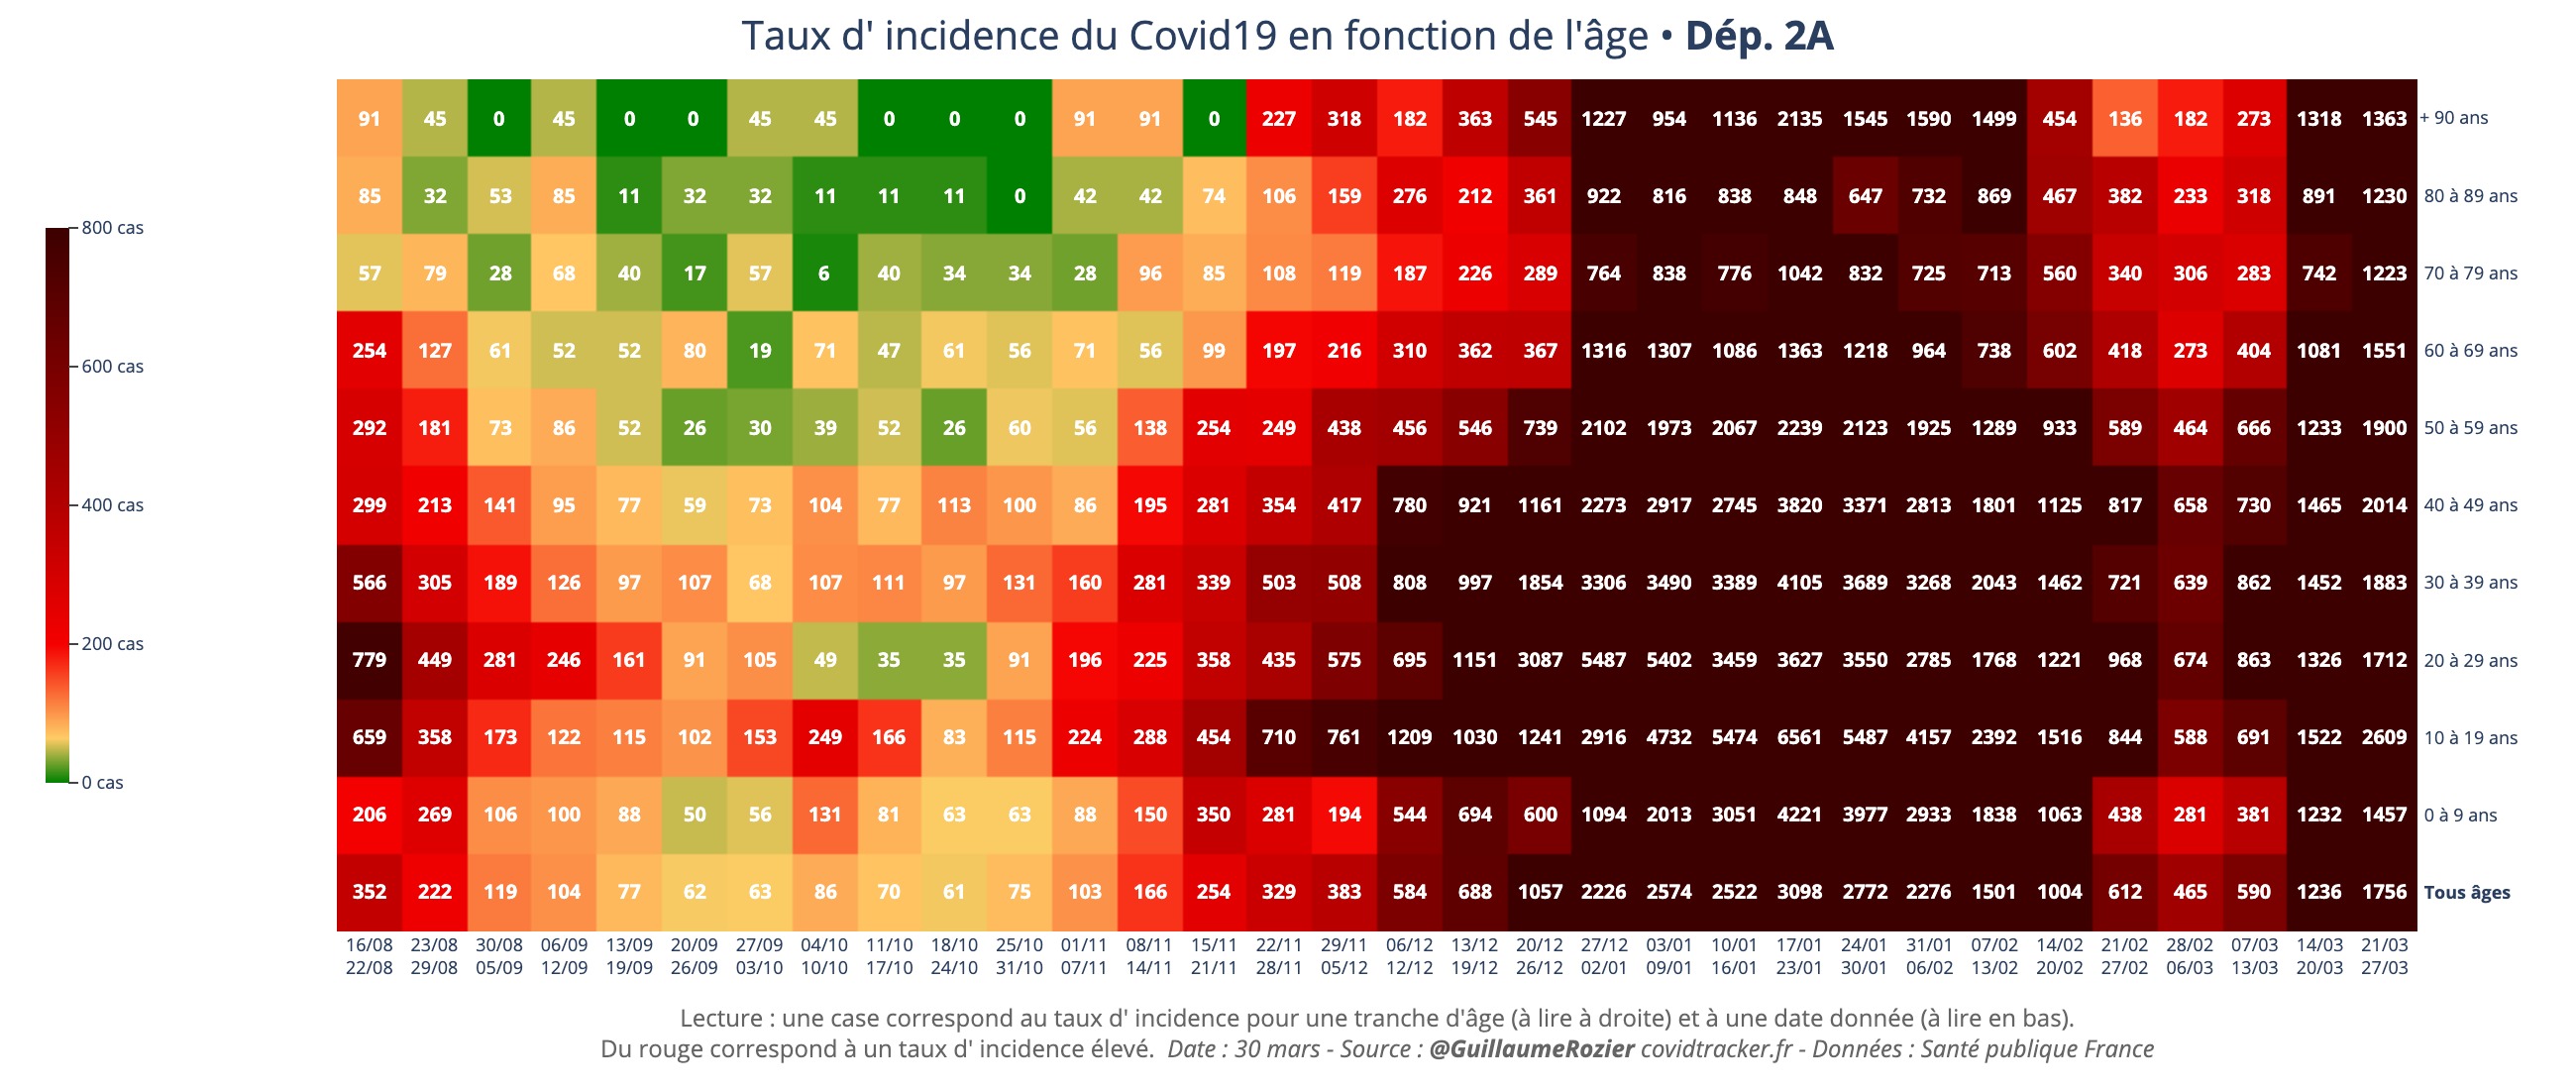 Taux d' incidence du Covid19 en fonction de l'âge • Dép. 2A
91 45 0 45 0 0 45 45 0 0 0 91 91 0 227 318 182 363 545 1227 954 1136 2135 1545 1590 1499 454 136 182 273 1318 1363 + 90 ans
85 32 53 85 11 32 32 11 11 11 0 42 42 74 106 159 276 212 361 922 816 838 848 647 732 869 467 382 233 318 891 1230 80 à 89 ans
800 cas
57 79 28 68 40 17 57 6 40 34 34 28 96 85 108 119 187 226 289 764 838 776 1042 832 725 713 560 340 306 283 742 1223 70 à 79 ans
254 127 61 52 52 80 19 71 47 61 56 71 56 99 197 216 310 362 367 1316 1307 1086 1363 1218 964 738 602 418 273 404 1081 1551 60 à 69 ans
600 cas
292 181 73 86 52 26 30 39 52 26 60 56 138 254 249 438 456 546 739 2102 1973 2067 2239 2123 1925 1289 933 589 464 666 1233 1900 50 à 59 ans
400 cas
299 213 141 95 77 59 73 104 77 113 100 86 195 281 354 417 780 921 1161 2273 2917 2745 3820 3371 2813 1801 1125 817 658 730 1465 2014 40 à 49 ans
566 305 189 126 97 107 68 107 111 97 131 160 281 339 503 508 808 997 1854 3306 3490 3389 4105 3689 3268 2043 1462 721 639 862 1452 1883 30 à 39 ans
200 cas
779 449 281 246 161 91 105 49 35 35 91 196 225 358 435 575 695 1151 3087 5487 5402 3459 3627 3550 2785 1768 1221 968 674 863 1326 1712 20 à 29 ans
659 358 173 122 115 102 153 249 166 83 115 224 288 454 710 761 1209 1030 1241 2916 4732 5474 6561 5487 4157 2392 1516 844 588 691 1522 2609 10 à 19 ans
0 cas
206 269 106 100 88 50 56 131 81 63 63 88 150 350 281 194 544 694 600 1094 2013 3051 4221 3977 2933 1838 1063 438 281 381 1232 1457 0 à 9 ans
352 222 119 104 77 62 63 86 70 61 75 103 166 254 329 383 584 688 1057 2226 2574 2522 3098 2772 2276 1501 1004 612 465 590 1236 1756 Tous âges
16/08 23/08 30/08 06/09 13/09 20/09 27/09 04/10 11/10 18/10 25/10 01/11 08/11 15/11 22/11 29/11 06/12 13/12 20/12 27/12 03/01 10/01 17/01 24/01 31/01 07/02 14/02 21/02 28/02 07/03 14/03 21/03
22/08 29/08 05/09 12/09 19/09 26/09 03/10 10/10 17/10 24/10 31/10 07/11 14/11 21/11 28/11 05/12 12/12 19/12 26/12 02/01 09/01 16/01 23/01 30/01 06/02 13/02 20/02 27/02 06/03 13/03 20/03 27/03
Lecture : une case correspond au taux d' incidence pour une tranche d'âge (à lire à droite) et à une date donnée (à lire en bas).
Du rouge correspond à un taux d' incidence élevé. Date : 30 mars - Source : @GuillaumeRozier covidtracker.fr - Données : Santé publique France